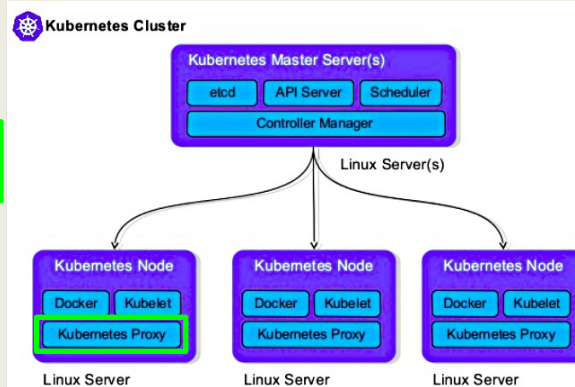 Kubernetes Cluster
Kubernetes Master Server(s)
etcd API Server Scheduler
Controller Manager
Linux Server(s)
Kubernetes Node Kubernetes Node Kubernetes Node
Docker Kubelet Docker Kubelet Docker Kubelet
Kubernetes Proxy Kubernetes Proxy Kubernetes Proxy
Linux Server Linux Server Linux Server